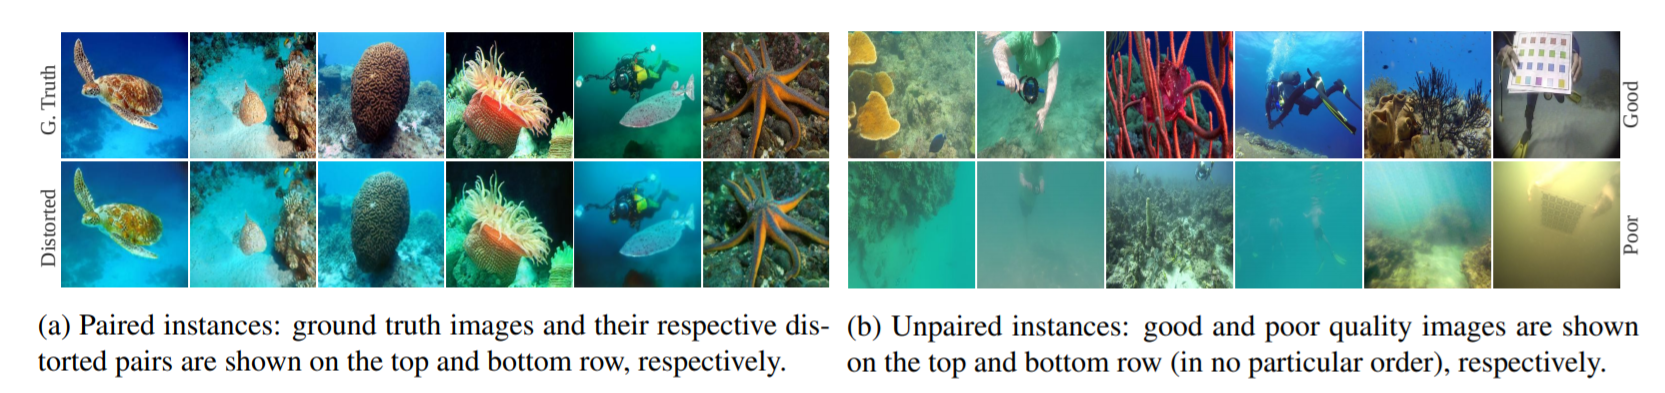 G. Truth
Distorted
Good
Poor
(a) Paired instances: ground truth images and their respective dis-
torted pairs are shown on the top and bottom row, respectively.
(b) Unpaired instances: good and poor quality images are shown
on the top and bottom row (in no particular order), respectively.